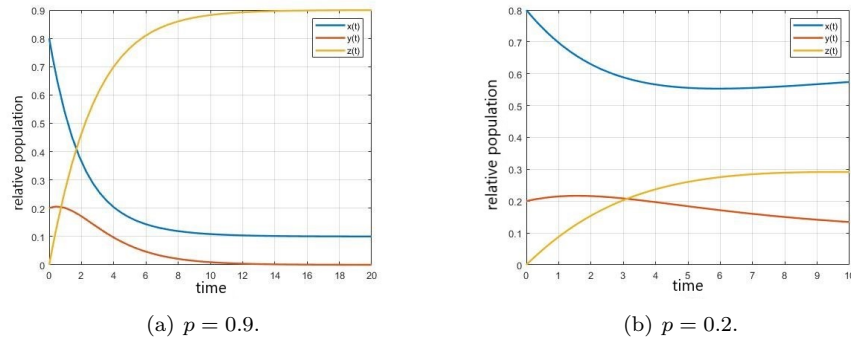 0.9
0.8
0.7
0.6
0.5
0.4
0.3
0.2
0.1
0
relative population
0 2 4 6 8 10 12 14 16 18 20
time
x(t)
y(t)
z(t)
(a) p = 0.9.
0.8
0.7
0.6
0.5
0.4
0.3
0.2
0.1
0
relative population
0 1 2 3 4 5 6 7 8 9 10
time
x(t)
y(t)
z(t)
(b) p = 0.2.